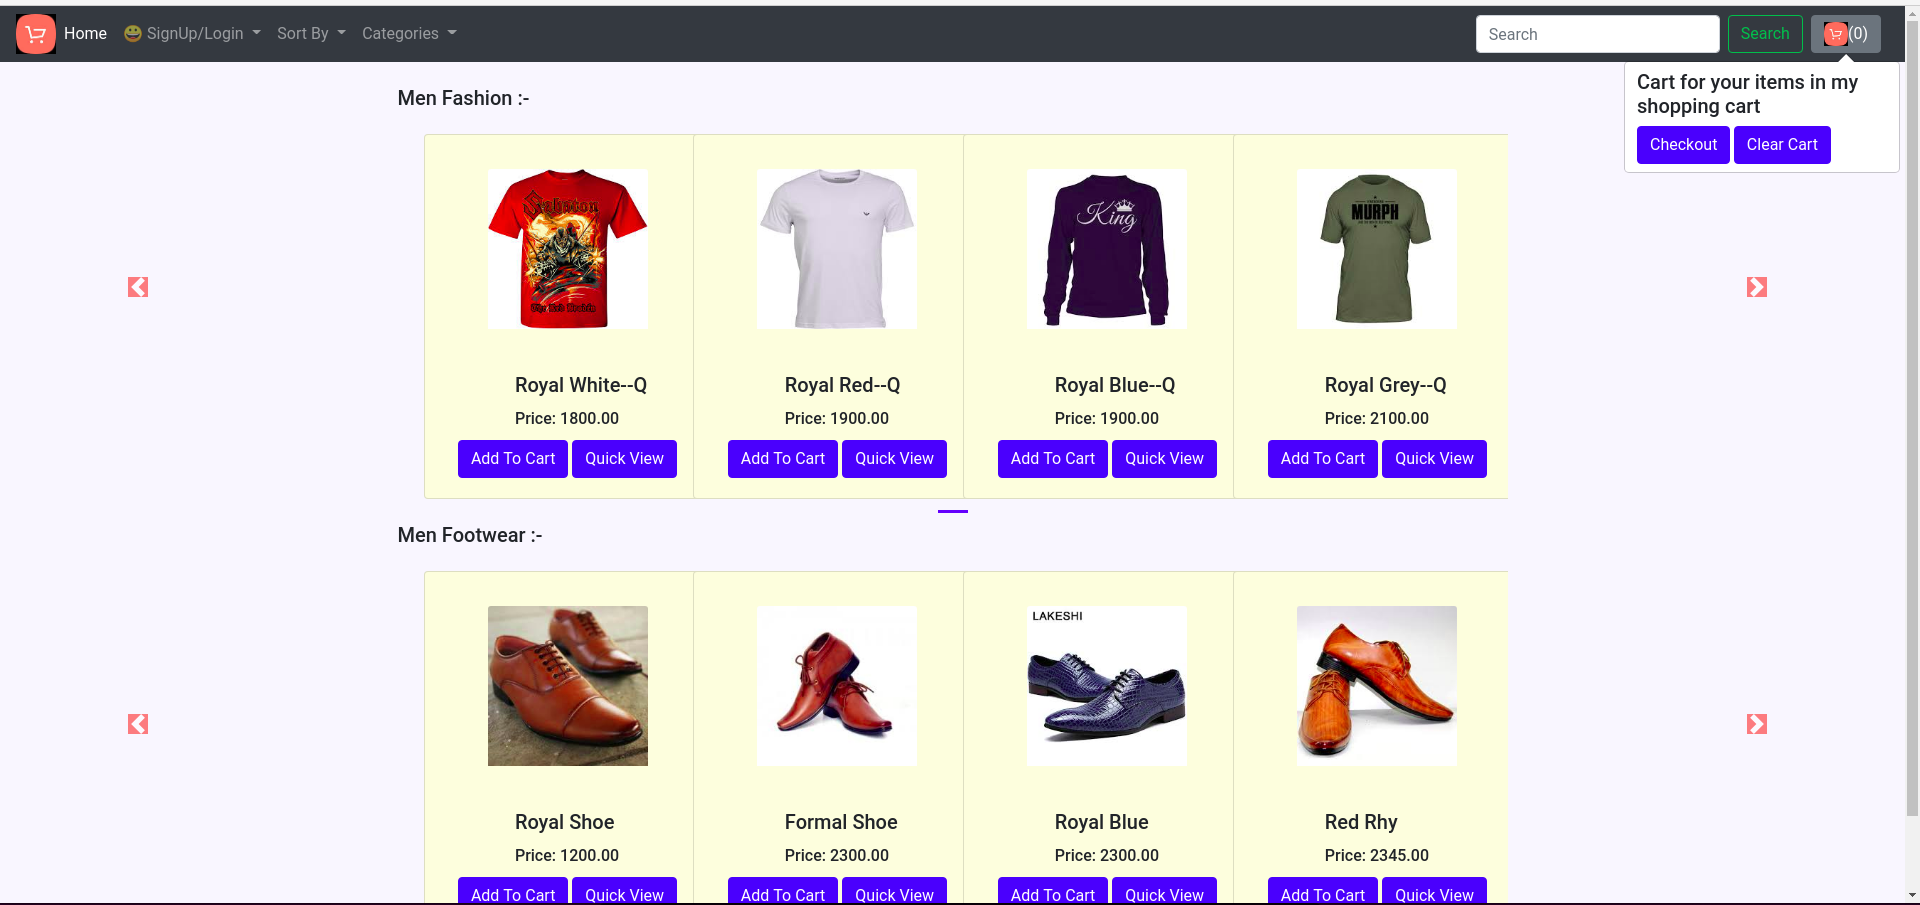 Home SignUp/Login Sort By Categories Search Search (0)
Cart for your items in my
shopping cart
Checkout Clear Cart
Men Fashion :-
Sabaton
King
MURPH
Royal White--Q Royal Red--Q Royal Blue--Q Royal Grey--Q
Price: 1800.00 Price: 1900.00 Price: 1900.00 Price: 2100.00
Add To Cart Quick View Add To Cart Quick View Add To Cart Quick View Add To Cart Quick View
Men Footwear :-
LAKESHI
Royal Shoe Formal Shoe Royal Blue Red Rhy
Price: 1200.00 Price: 2300.00 Price: 2300.00 Price: 2345.00
Add To Cart Quick View Add To Cart Quick View Add To Cart Quick View Add To Cart Quick View